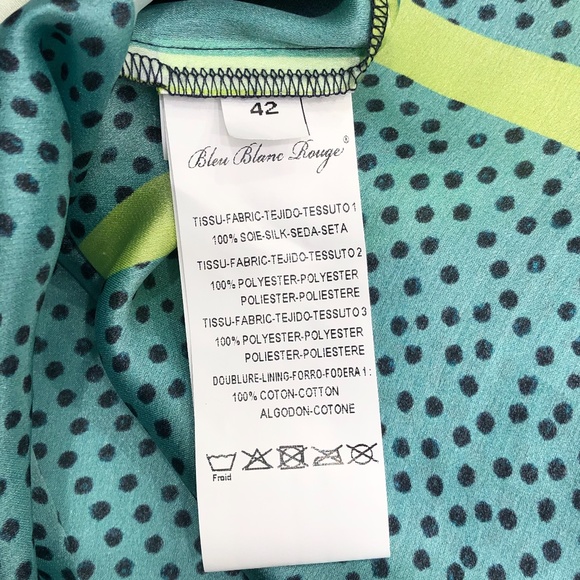 42
Bleu Blanc Rouge®
TISSU-FABRIC-TEJIDO-TESSUTO 1
100% SOIE-SILK-SEDA-SETA
TISSU-FABRIC-TEJIDO-TESSUTO 2
100% POLYESTER-POLYESTER
POLIESTER-POLIESTERE
TISSU-FABRIC-TEJIDO-TESSUTO 3
100% POLYESTER-POLYESTER
POLIESTER-POLIESTERE
DOUBLURE-LINING-FORRO-FODERA 1 :
100% COTON-COTTON
ALGODON-COTONE
Froid